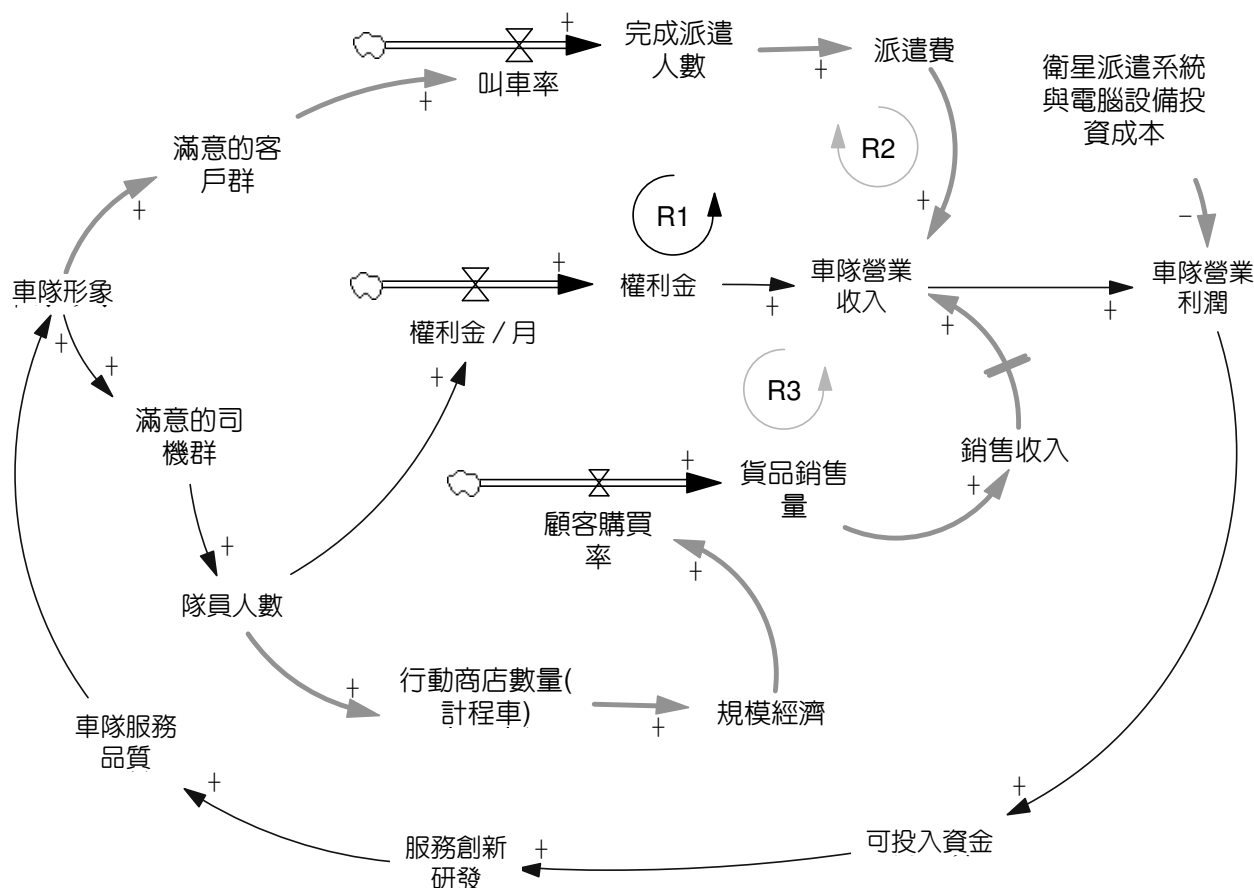 完成派遣
人數
派遣費
衛星派遣系統
與電腦設備投
資成本
+
+
+
叫車率
滿意的客
戶群
R2
+
R1
+
+
−
車隊形象
權利金
車隊營業
收入
車隊營業
利潤
+
權利金 / 月
+
+
+
+
+
+
R3
滿意的司
機群
銷售收入
+
貨品銷售
量
+
顧客購買
率
+
+
隊員人數
+
行動商店數量(
計程車)
+
規模經濟
車隊服務
品質
+
+
可投入資金
服務創新
研發
+